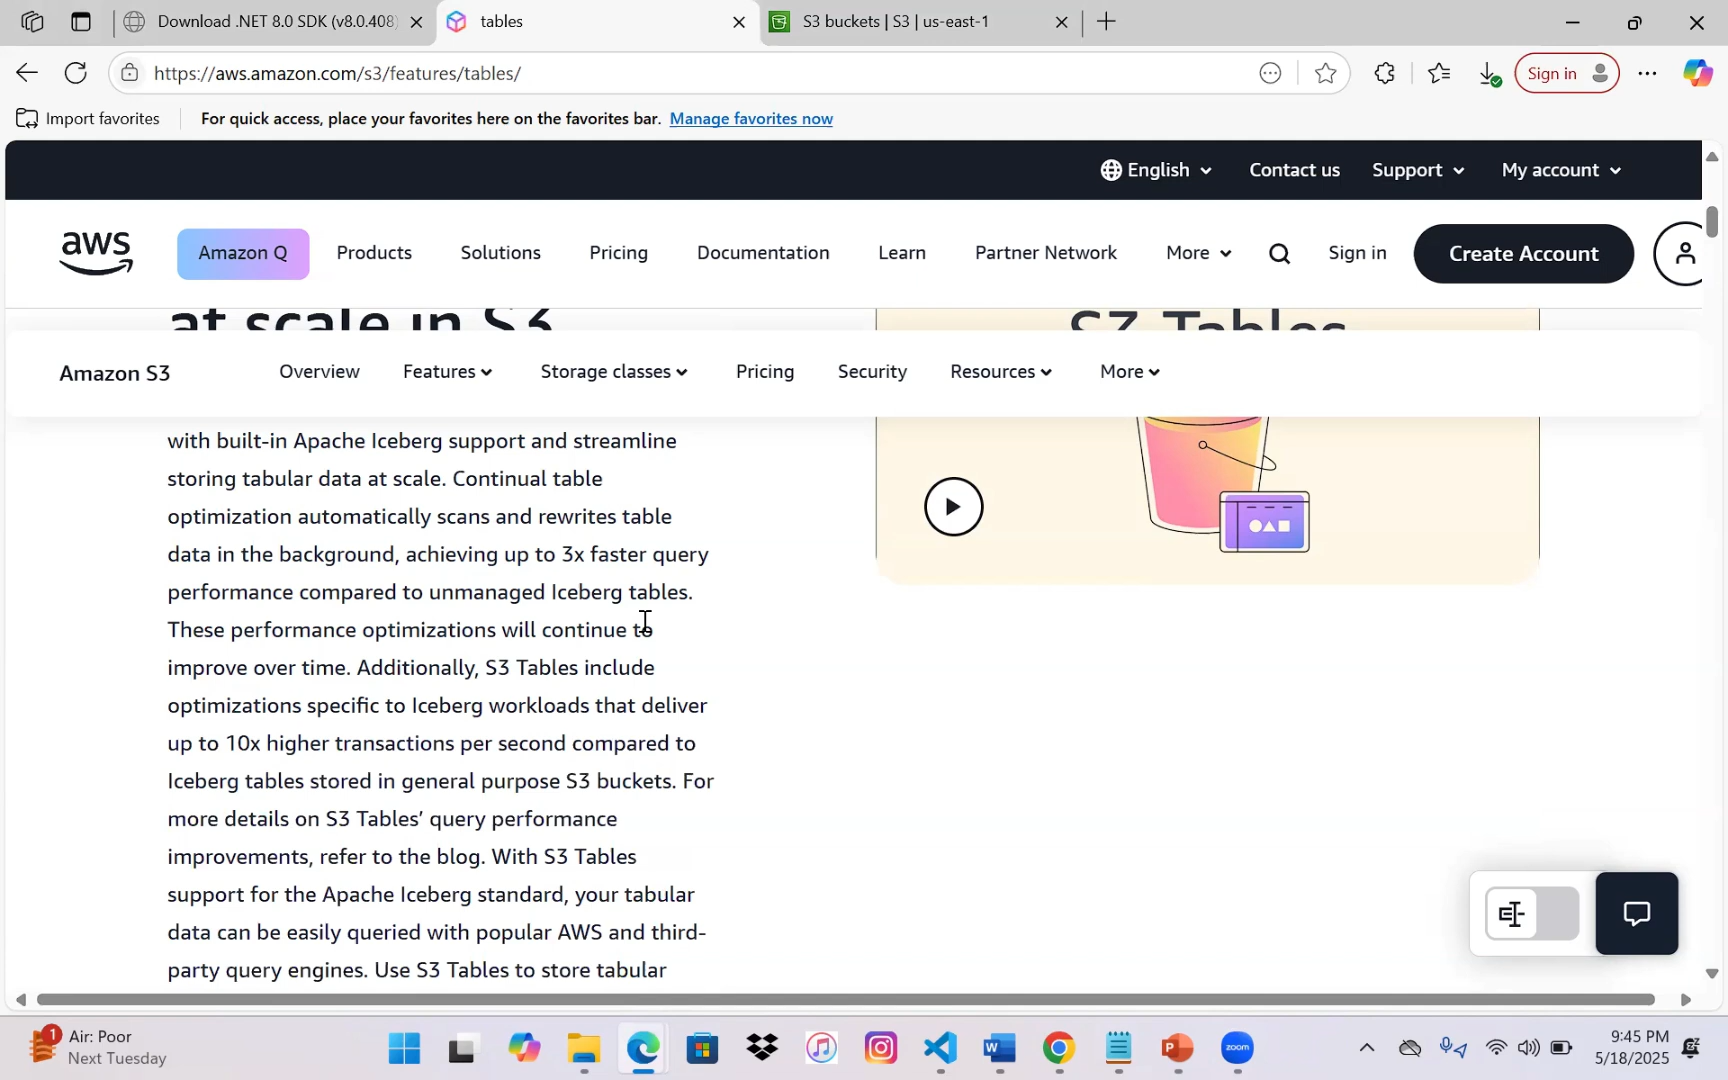 Download .NET 8.0 SDK (v8.0.408)
tables
S3 buckets | S3 | us-east-1
https://aws.amazon.com/s3/features/tables/
Sign in
Import favorites
For quick access, place your favorites here on the favorites bar. Manage favorites now
English
Contact us
Support
My account
aws
Amazon Q
Products
Solutions
Pricing
Documentation
Learn
Partner Network
More
Sign in
Create Account
at scale in S3
S3 Tables
Amazon S3
Overview
Features
Storage classes
Pricing
Security
Resources
More
with built-in Apache Iceberg support and streamline
storing tabular data at scale. Continual table
optimization automatically scans and rewrites table
data in the background, achieving up to 3x faster query
performance compared to unmanaged Iceberg tables.
These performance optimizations will continue to
improve over time. Additionally, S3 Tables include
optimizations specific to Iceberg workloads that deliver
up to 10x higher transactions per second compared to
Iceberg tables stored in general purpose S3 buckets. For
more details on S3 Tables’ query performance
improvements, refer to the blog. With S3 Tables
support for the Apache Iceberg standard, your tabular
data can be easily queried with popular AWS and third-
party query engines. Use S3 Tables to store tabular
1
Air: Poor
Next Tuesday
W
P
zoom
9:45 PM
5/18/2025